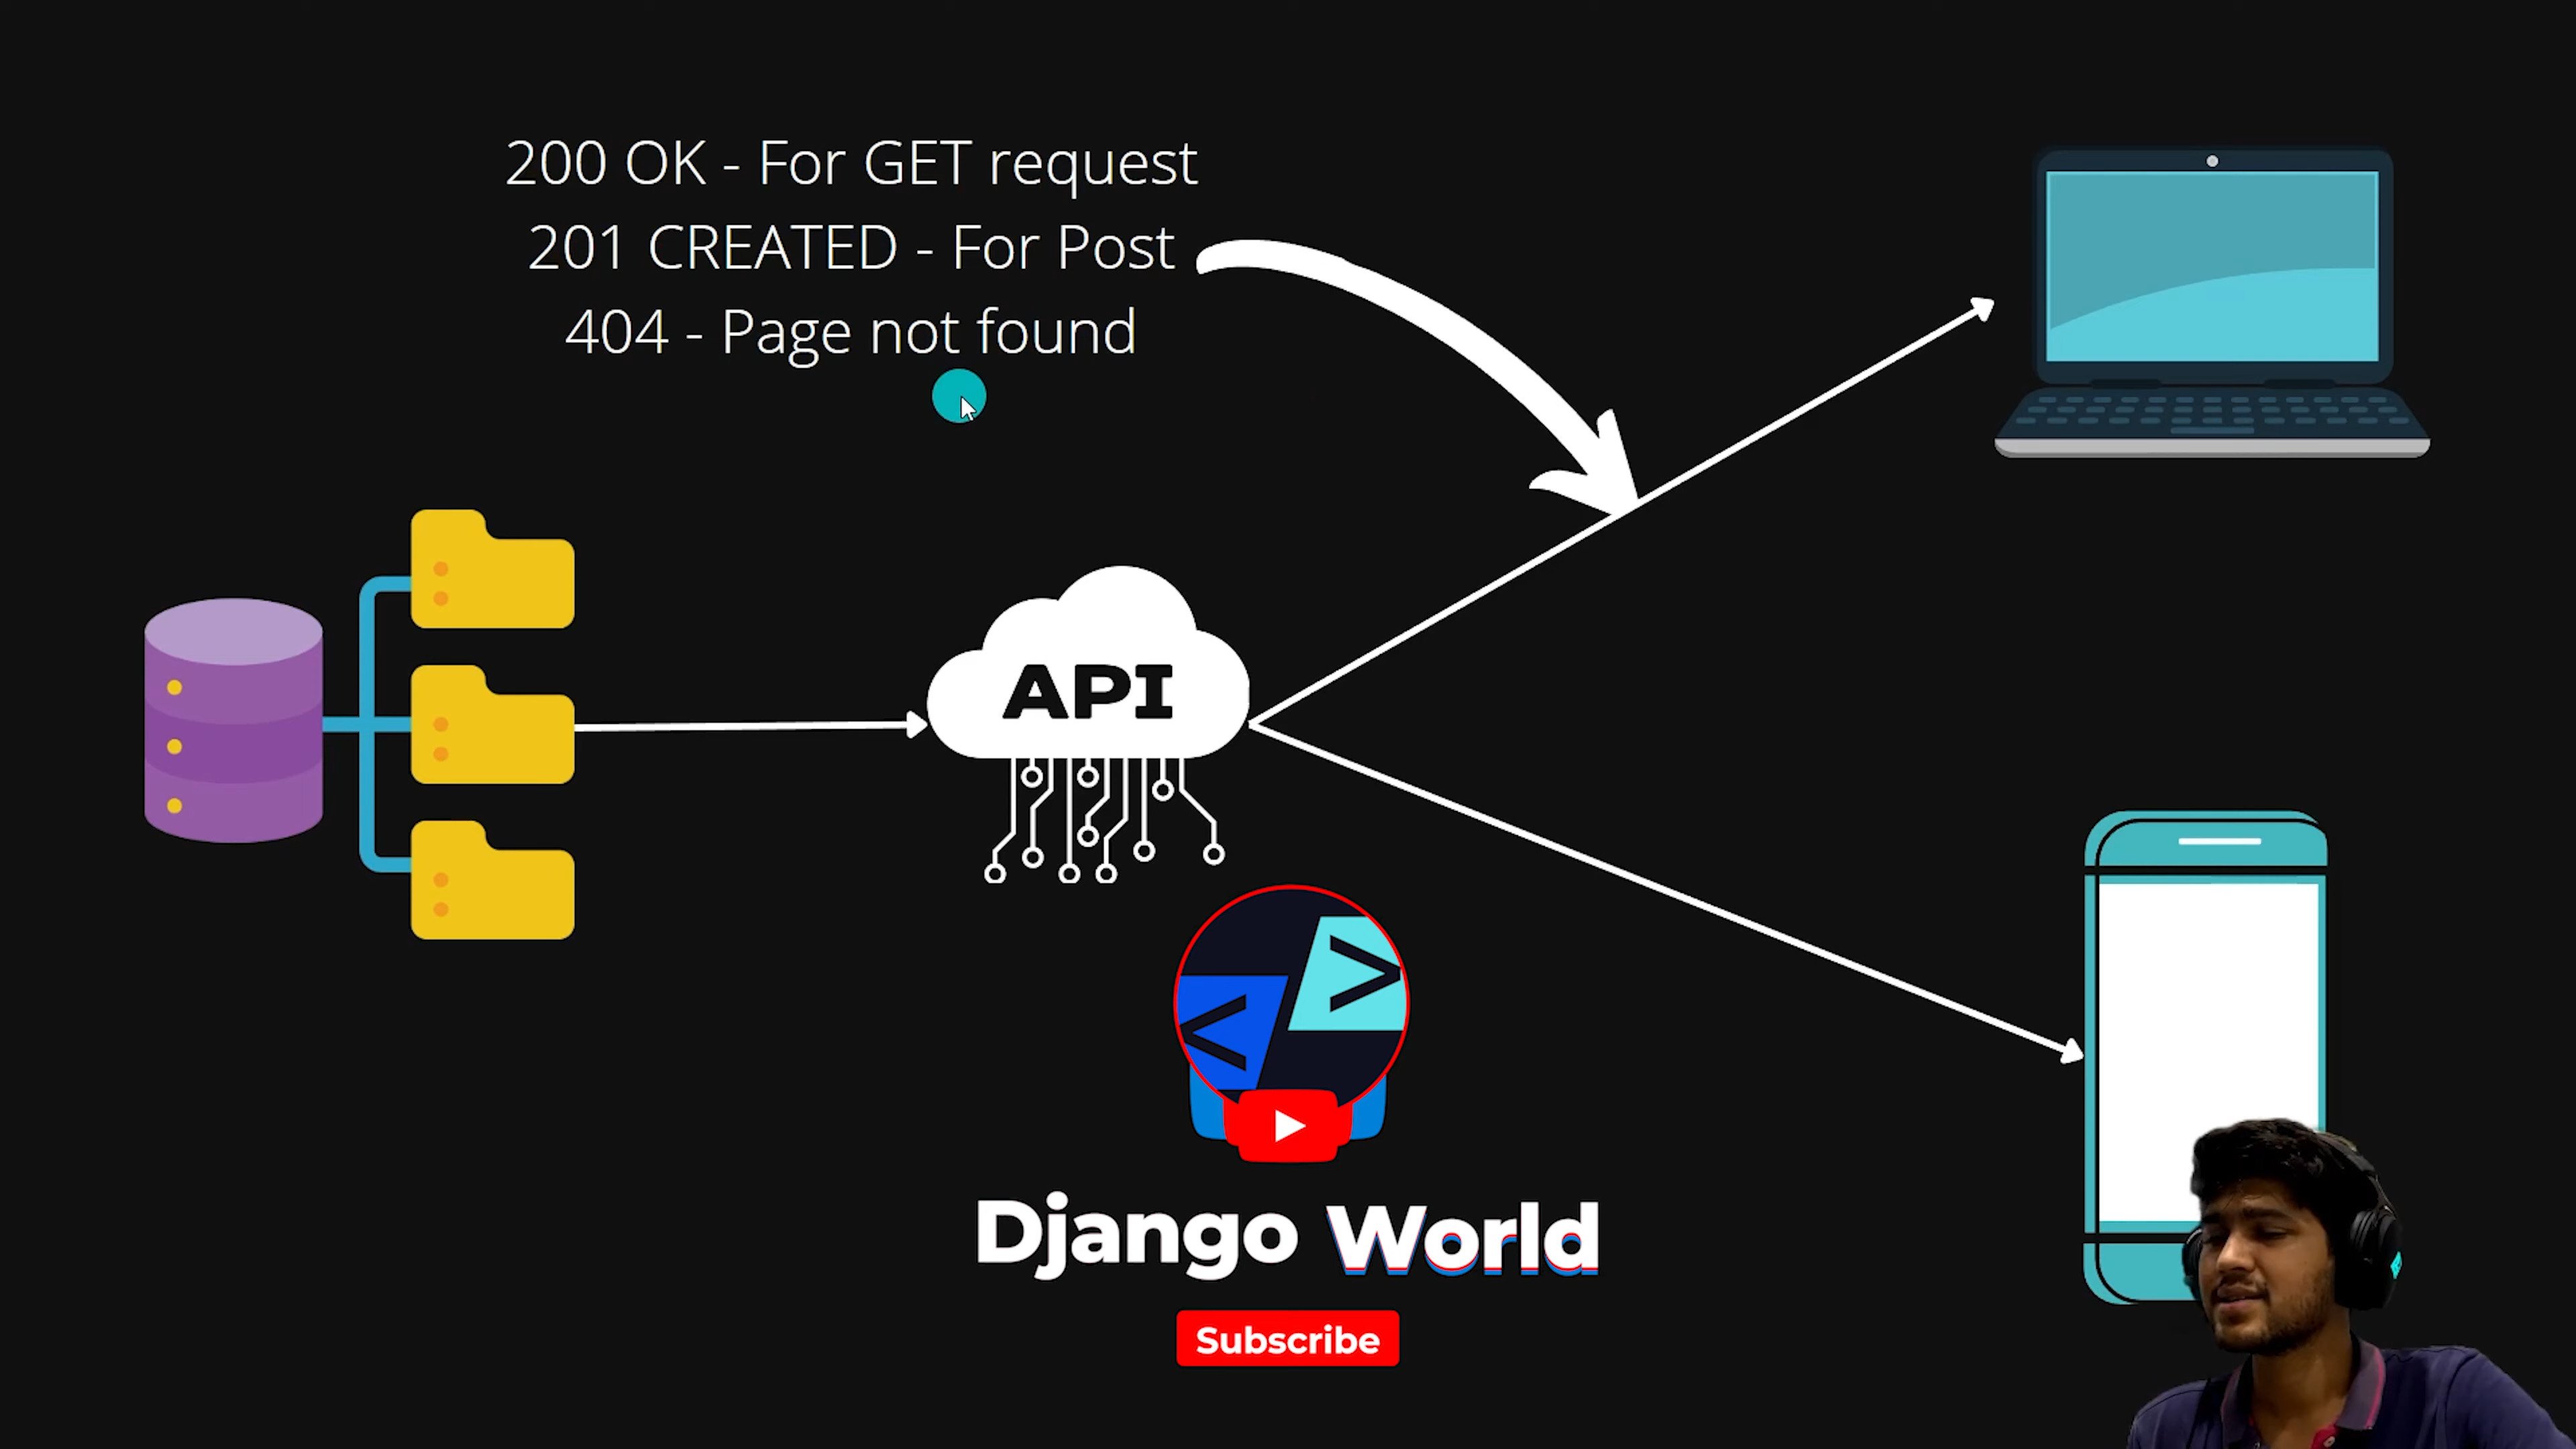 200 OK - For GET request
201 CREATED - For Post
404 - Page not found
API
< >
Django World
Subscribe